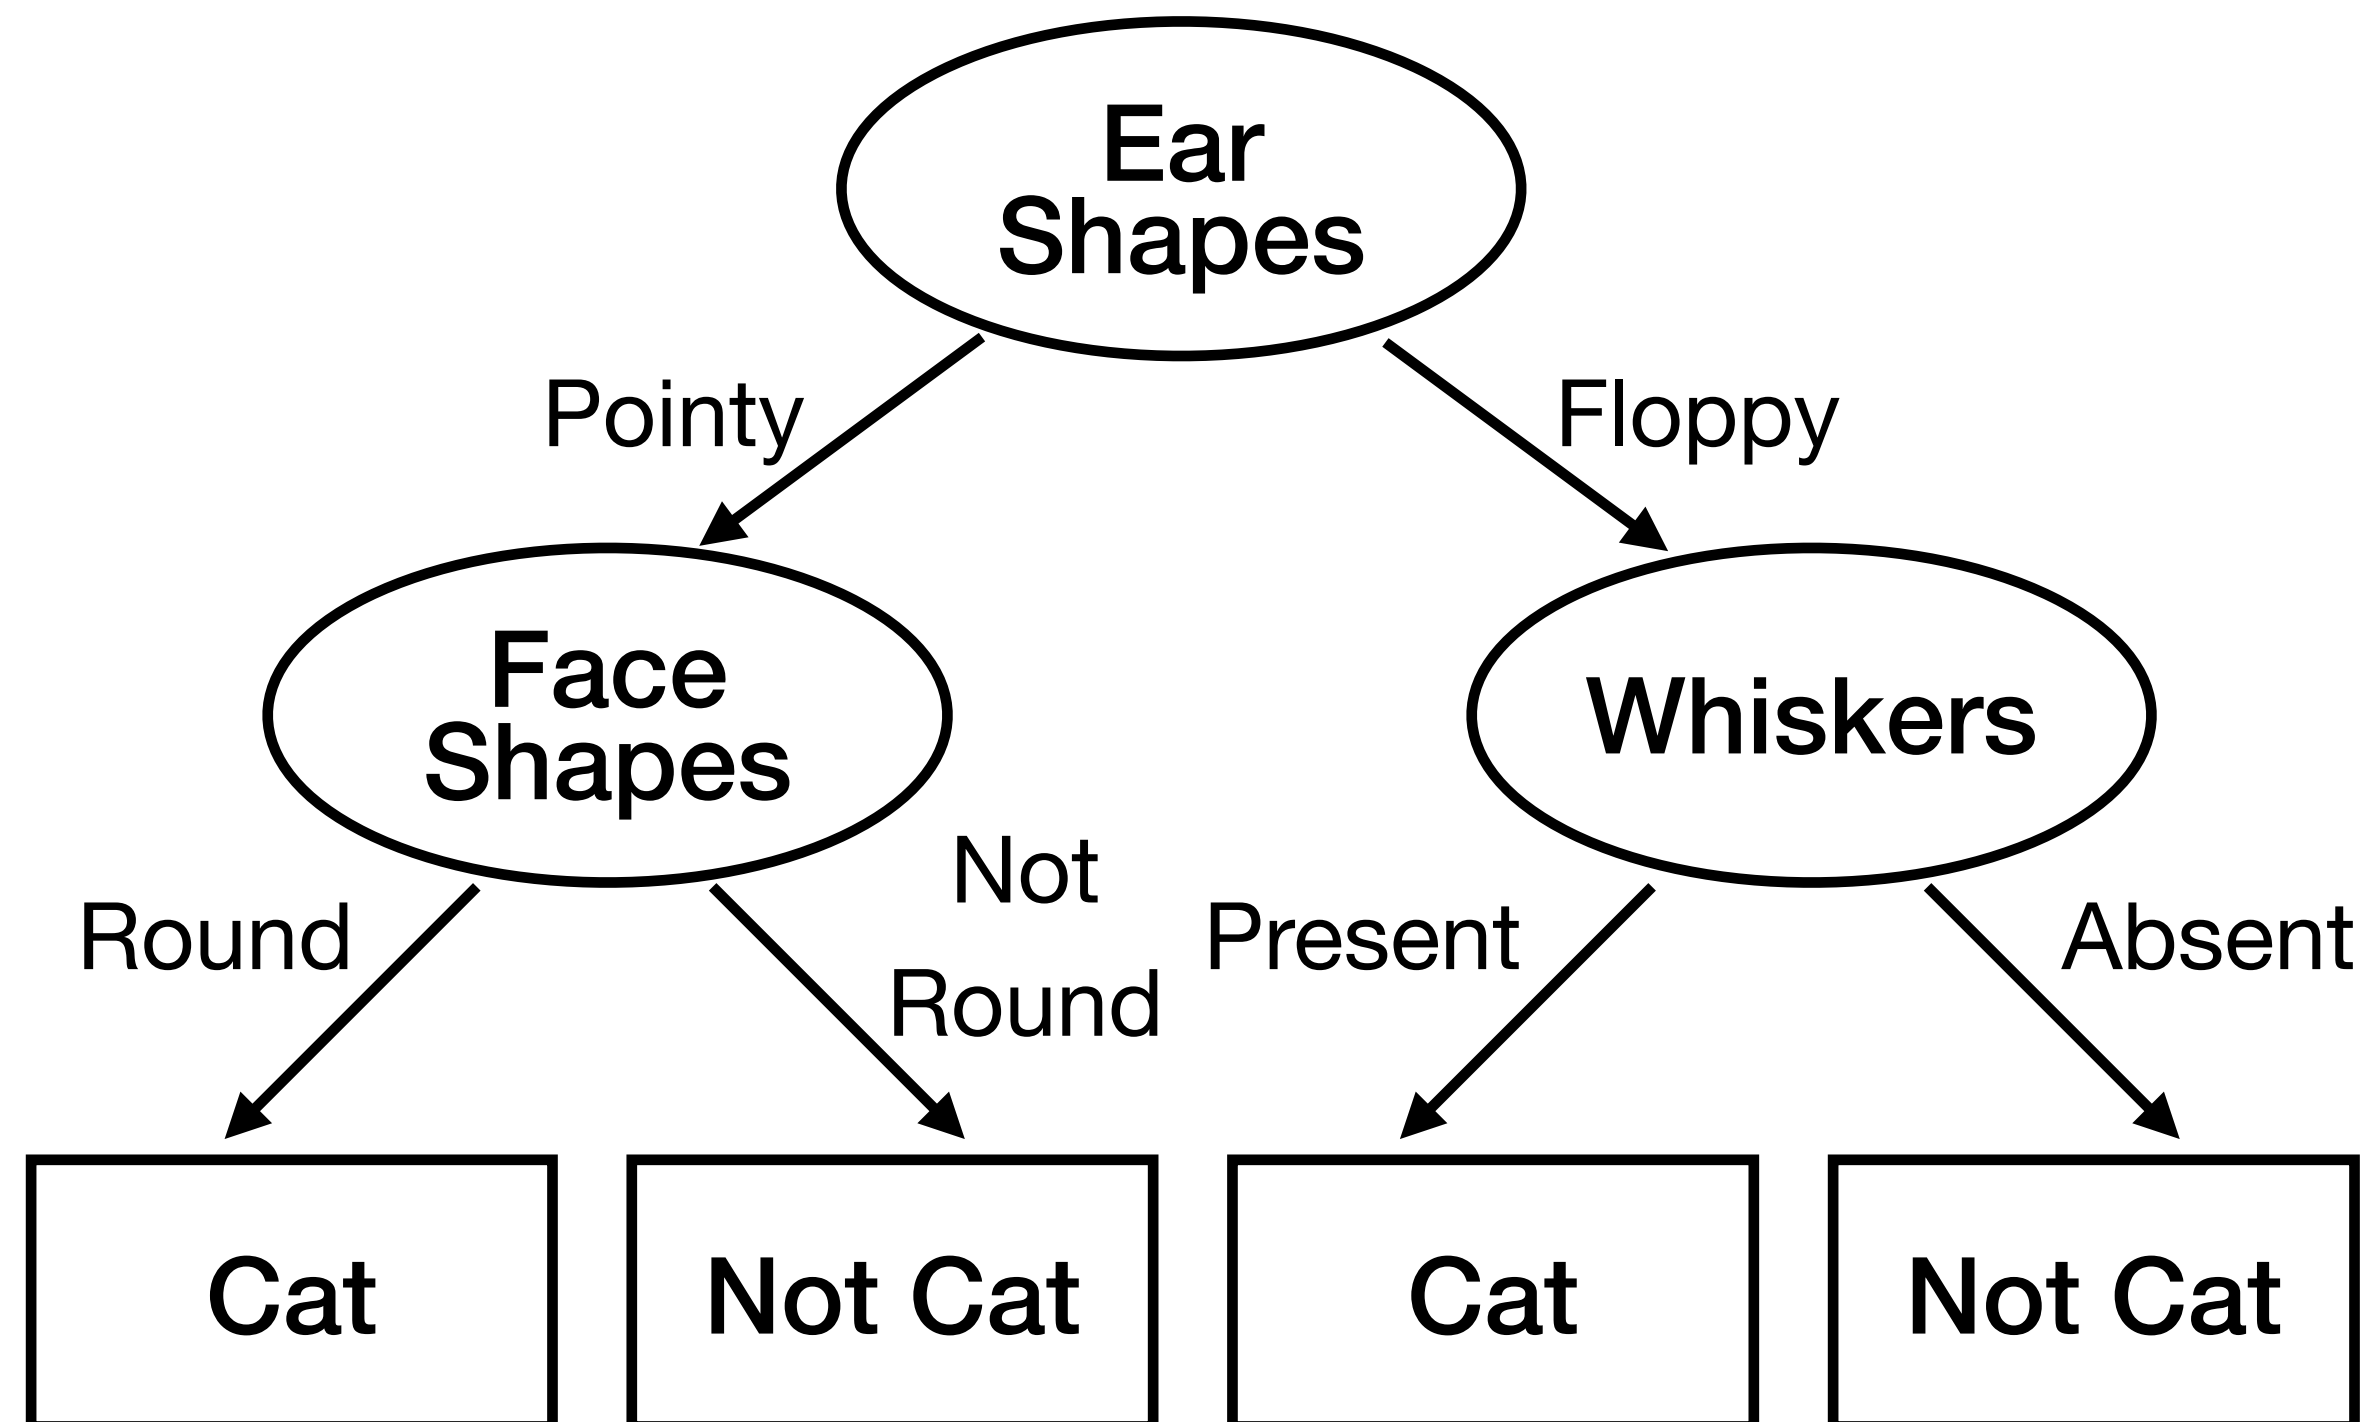 Ear
Shapes
Pointy
Floppy
Face
Shapes
Whiskers
Round
Not
Round
Present
Absent
Cat
Not Cat
Cat
Not Cat